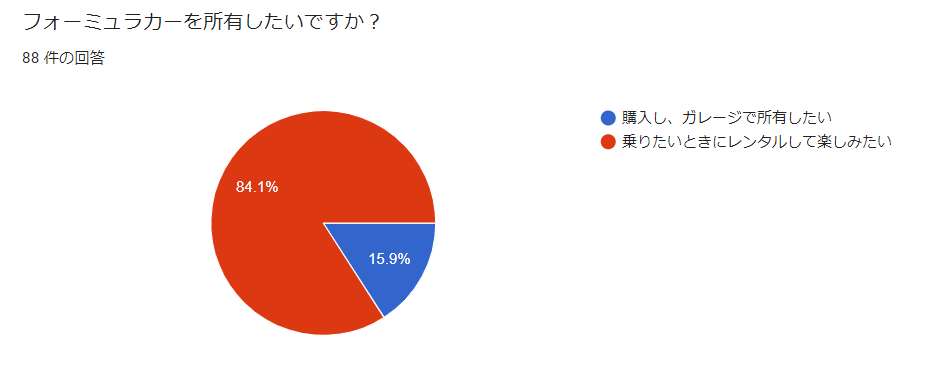 フォーミュラカーを所有したいですか？
88 件の回答
購入し、ガレージで所有したい
乗りたいときにレンタルして楽しみたい
84.1%
15.9%